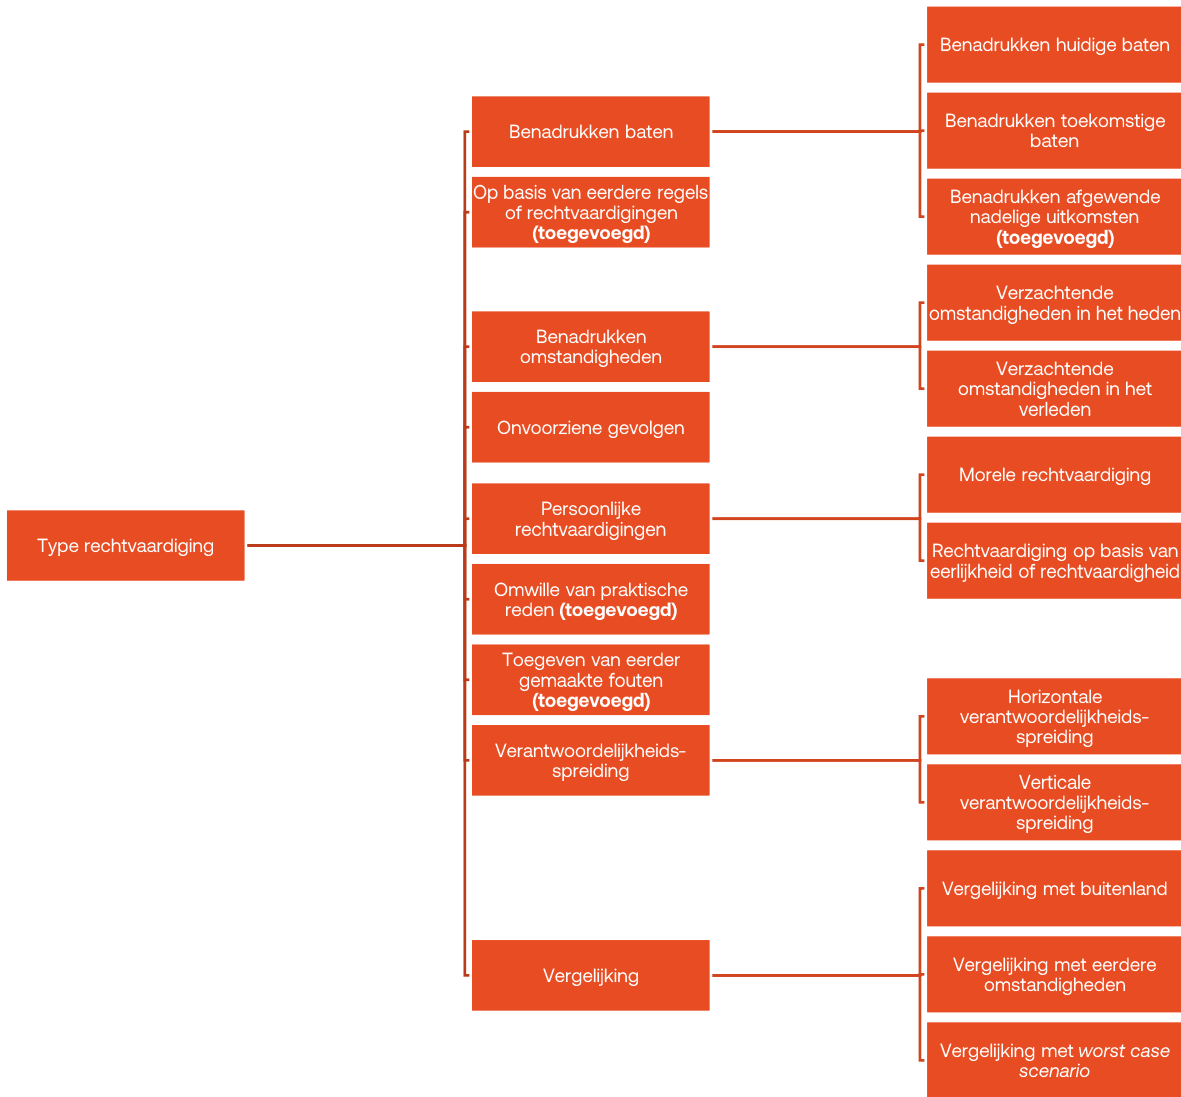 Type rechtvaardiging
Benadrukken baten
Op basis van eerdere regels
of rechtvaardigingen
(toegevoegd)
Benadrukken
omstandigheden
Onvoorziene gevolgen
Persoonlijke
rechtvaardigingen
Omwille van praktische
reden (toegevoegd)
Toegeven van eerder
gemaakte fouten
(toegevoegd)
Verantwoordelijkheids-
spreiding
Vergelijking
Benadrukken huidige baten
Benadrukken toekomstige
baten
Benadrukken afgewende
nadelige uitkomsten
(toegevoegd)
Verzachtende
omstandigheden in het heden
Verzachtende
omstandigheden in het
verleden
Morele rechtvaardiging
Rechtvaardiging op basis van
eerlijkheid of rechtvaardigheid
Horizontale
verantwoordelijkheids-
spreiding
Verticale
verantwoordelijkheids-
spreiding
Vergelijking met buitenland
Vergelijking met eerdere
omstandigheden
Vergelijking met worst case
scenario